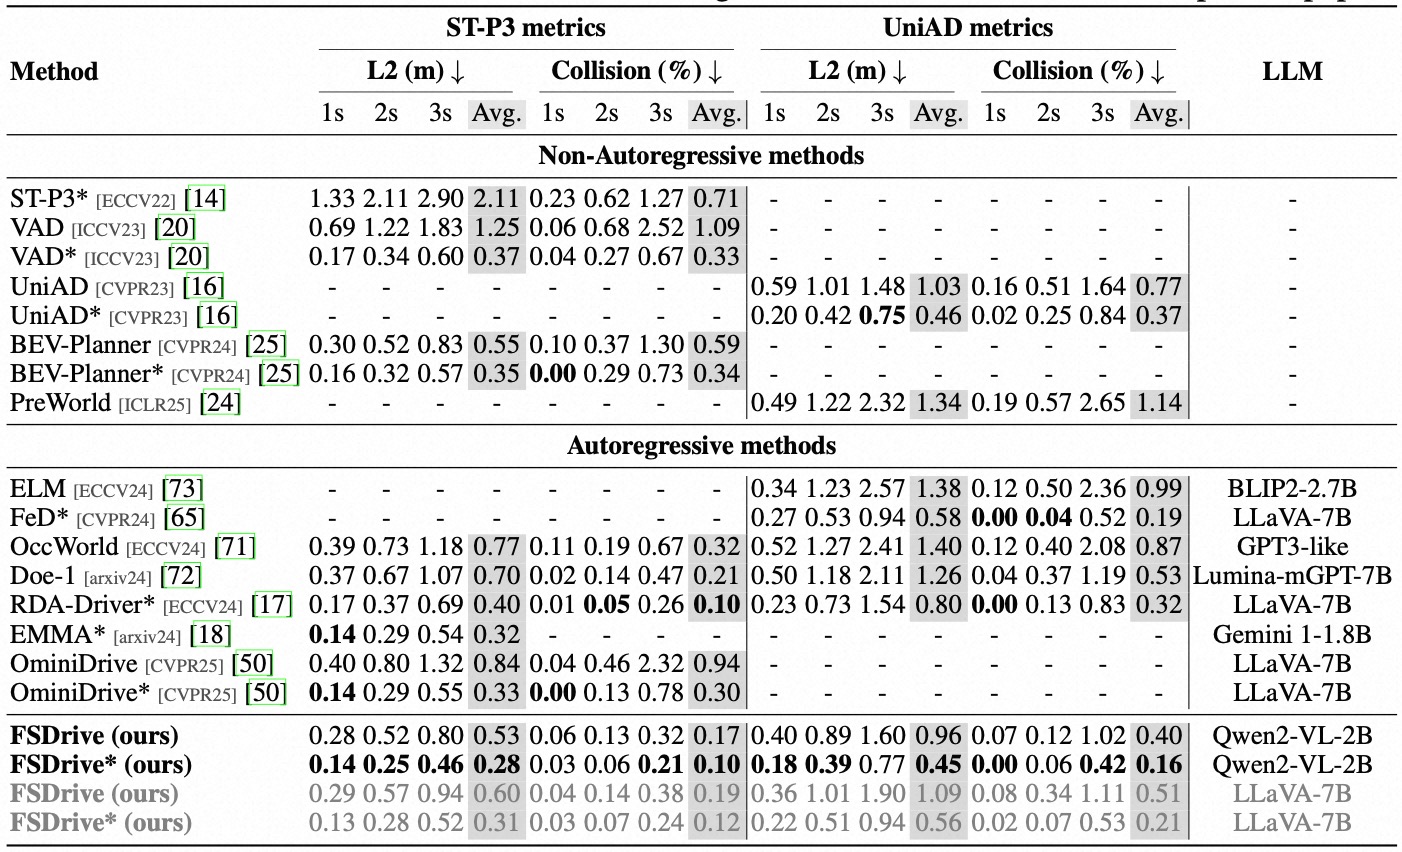 ST-P3 metrics UniAD metrics
Method L2 (m) ↓ Collision (%) ↓ L2 (m) ↓ Collision (%) ↓ LLM
1s 2s 3s Avg. 1s 2s 3s Avg. 1s 2s 3s Avg. 1s 2s 3s Avg.
Non-Autoregressive methods
ST-P3* [ECCV22] [14] 1.33 2.11 2.90 2.11 0.23 0.62 1.27 0.71 - - - - - - - - -
VAD [ICCV23] [20] 0.69 1.22 1.83 1.25 0.06 0.68 2.52 1.09 - - - - - - - - -
VAD* [ICCV23] [20] 0.17 0.34 0.60 0.37 0.04 0.27 0.67 0.33 - - - - - - - - -
UniAD [CVPR23] [16] - - - - - - - - 0.59 1.01 1.48 1.03 0.16 0.51 1.64 0.77 -
UniAD* [CVPR23] [16] - - - - - - - - 0.20 0.42 0.75 0.46 0.02 0.25 0.84 0.37 -
BEV-Planner [CVPR24] [25] 0.30 0.52 0.83 0.55 0.10 0.37 1.30 0.59 - - - - - - - - -
BEV-Planner* [CVPR24] [25] 0.16 0.32 0.57 0.35 0.00 0.29 0.73 0.34 - - - - - - - - -
PreWorld [ICLR25] [24] - - - - - - - - 0.49 1.22 2.32 1.34 0.19 0.57 2.65 1.14 -
Autoregressive methods
ELM [ECCV24] [73] - - - - - - - - 0.34 1.23 2.57 1.38 0.12 0.50 2.36 0.99 BLIP2-2.7B
FeD* [CVPR24] [65] - - - - - - - - 0.27 0.53 0.94 0.58 0.00 0.04 0.52 0.19 LLaVA-7B
OccWorld [ECCV24] [71] 0.39 0.73 1.18 0.77 0.11 0.19 0.67 0.32 0.52 1.27 2.41 1.40 0.12 0.40 2.08 0.87 GPT3-like
Doe-1 [arxiv24] [72] 0.37 0.67 1.07 0.70 0.02 0.14 0.47 0.21 0.50 1.18 2.11 1.26 0.04 0.37 1.19 0.53 Lumina-mGPT-7B
RDA-Driver* [ECCV24] [17] 0.17 0.37 0.69 0.40 0.01 0.05 0.26 0.10 0.23 0.73 1.54 0.80 0.00 0.13 0.83 0.32 LLaVA-7B
EMMA* [arxiv24] [18] 0.14 0.29 0.54 0.32 - - - - - - - - - - - - Gemini 1-1.8B
OminiDrive [CVPR25] [50] 0.40 0.80 1.32 0.84 0.04 0.46 2.32 0.94 - - - - - - - - LLaVA-7B
OminiDrive* [CVPR25] [50] 0.14 0.29 0.55 0.33 0.00 0.13 0.78 0.30 - - - - - - - - LLaVA-7B
FSDrive (ours) 0.28 0.52 0.80 0.53 0.06 0.13 0.32 0.17 0.40 0.89 1.60 0.96 0.07 0.12 1.02 0.40 Qwen2-VL-2B
FSDrive* (ours) 0.14 0.25 0.46 0.28 0.03 0.06 0.21 0.10 0.18 0.39 0.77 0.45 0.00 0.06 0.42 0.16 Qwen2-VL-2B
FSDrive (ours) 0.29 0.57 0.94 0.60 0.04 0.14 0.38 0.19 0.36 1.01 1.90 1.09 0.08 0.34 1.11 0.51 LLaVA-7B
FSDrive* (ours) 0.13 0.28 0.52 0.31 0.03 0.07 0.24 0.12 0.22 0.51 0.94 0.56 0.02 0.07 0.53 0.21 LLaVA-7B